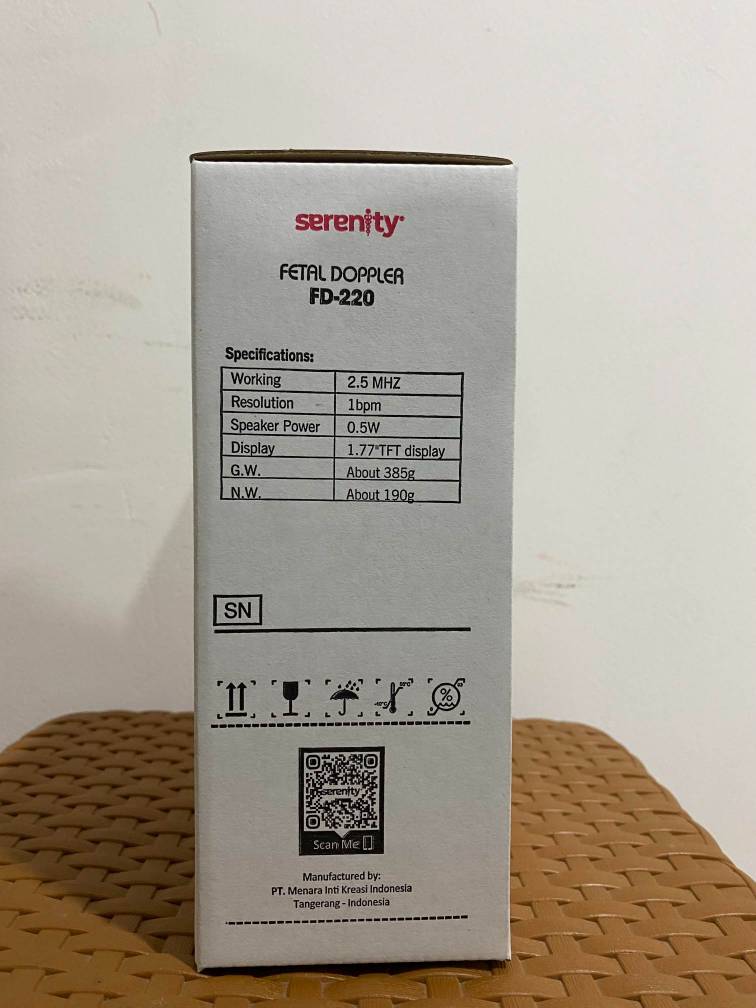 serenity
FETAL DOPPLER
FD-220
Specifications:
Working 2.5 MHZ
Resolution 1bpm
Speaker Power 0.5W
Display 1.77"TFT display
G.W. About 385g
N.W. About 190g
SN
%
serenity
Scan Me
Manufactured by:
PT. Menara Inti Kreasi Indonesia
Tangerang - Indonesia